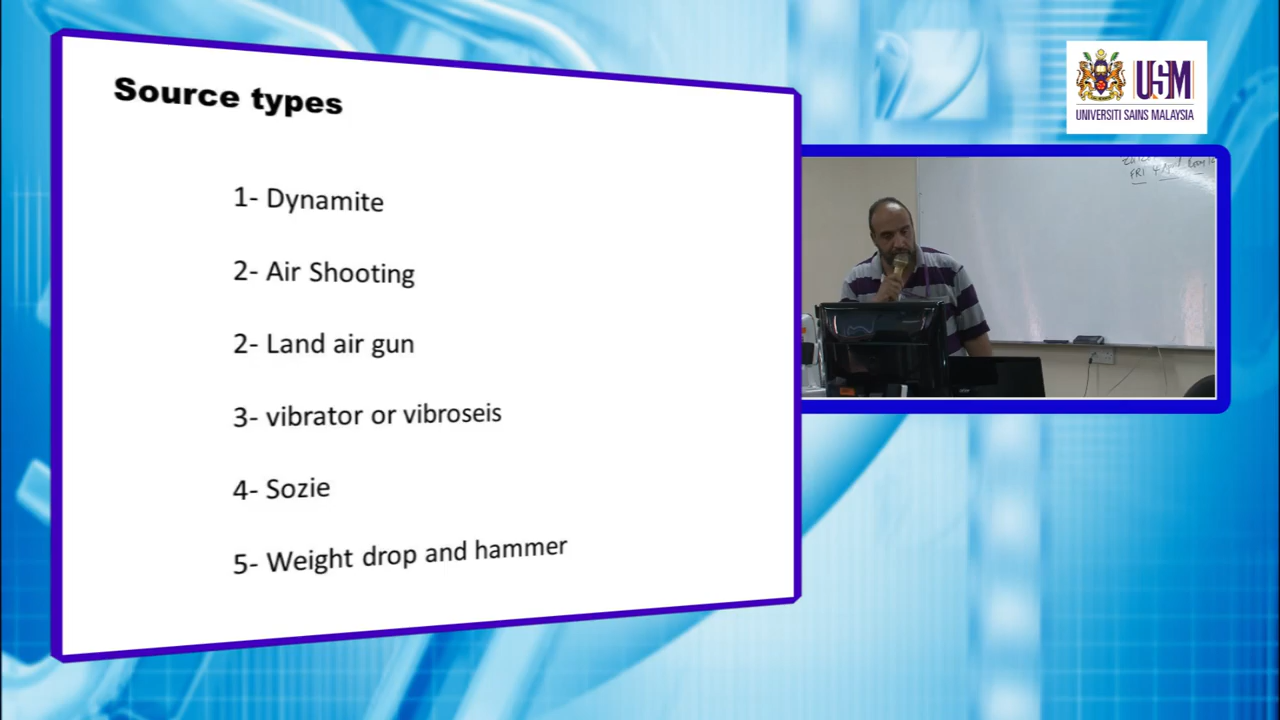 Source types
1- Dynamite
2- Air Shooting
2- Land air gun
3- vibrator or vibroseis
4- Sozie
5- Weight drop and hammer
USM
UNIVERSITI SAINS MALAYSIA
FRI